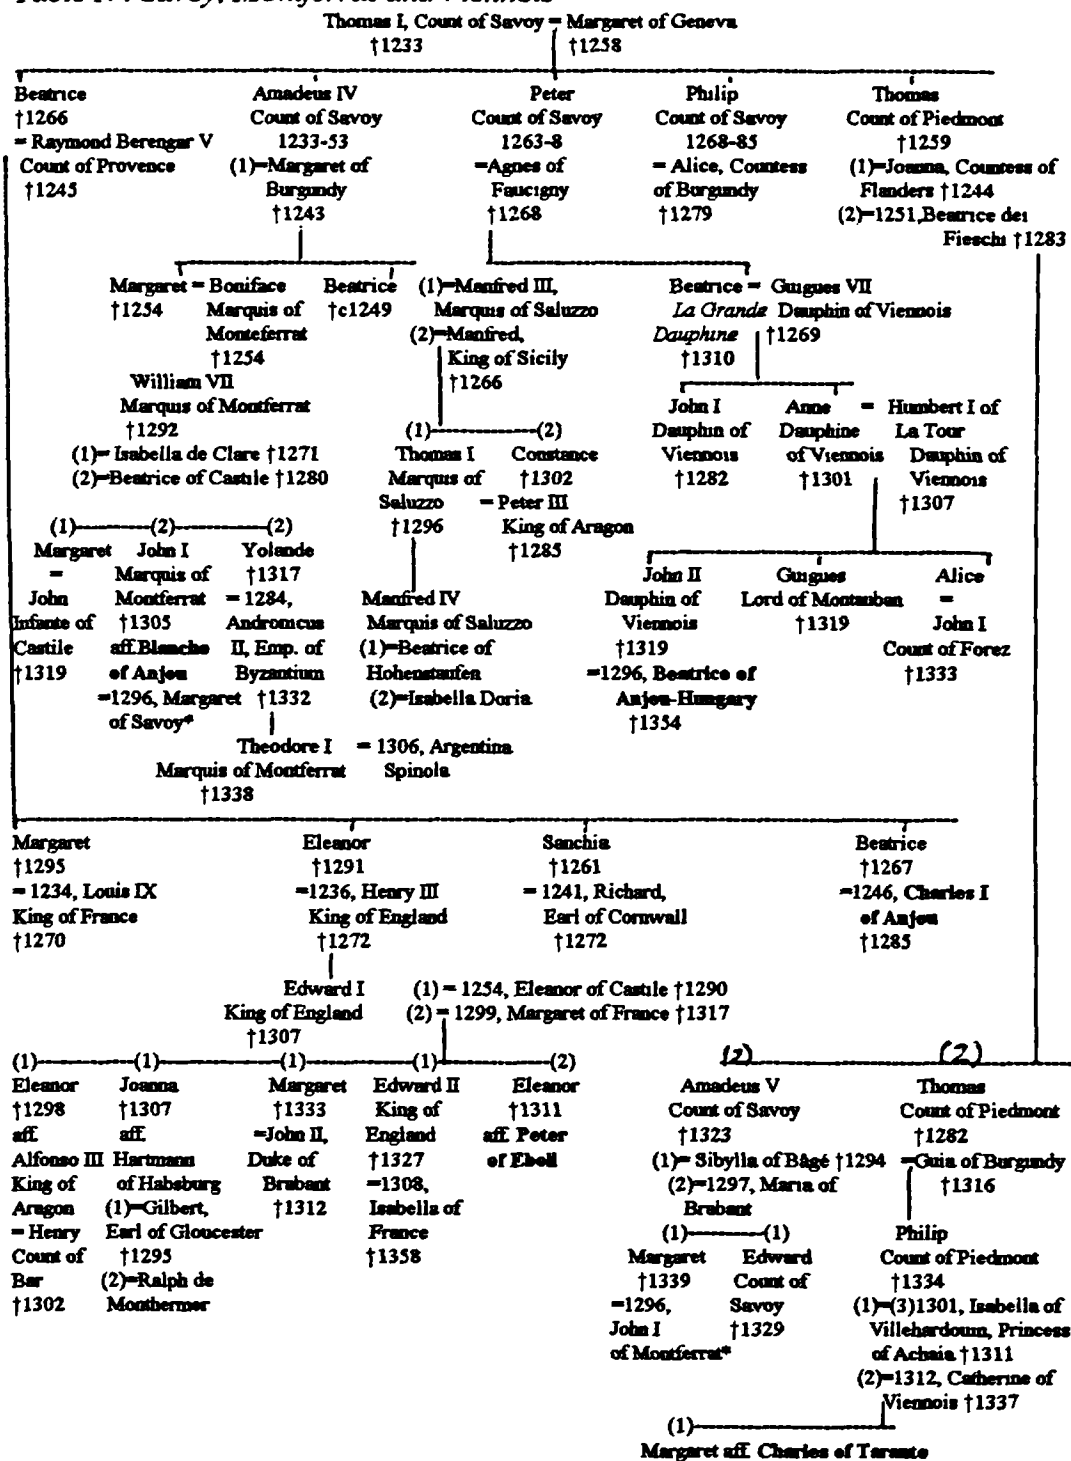 Table IV: Savoy, Montferrat and Viennois
Thomas I, Count of Savoy = Margaret of Geneva
†1233 †1258
Beatrice
†1266
= Raymond Berengar V
Count of Provence
†1245
Amadeus IV
Count of Savoy
1233-53
(1)=Margaret of
Burgundy
†1243
Peter
Count of Savoy
1263-8
=Agnes of
Faucigny
†1268
Philip
Count of Savoy
1268-85
= Alice, Countess
of Burgundy
†1279
Thomas
Count of Piedmont
†1259
(1)=Joanna, Countess of
Flanders †1244
(2)=1251,Beatrice dei
Fieschi †1283
Margaret = Boniface
†1254 Marquis of
Monteferrat
†1254
Beatrice
†c1249
(1)=Manfred III,
Marquis of Saluzzo
(2)=Manfred,
King of Sicily
†1266
Beatrice = Guigues VII
La Grande Dauphin of Viennois
Dauphine †1269
†1310
William VII
Marquis of Montferrat
†1292
(1)= Isabella de Clare †1271
(2)=Beatrice of Castile †1280
(1) (2)
Thomas I
Marquis of
Saluzzo
†1296
Constance
†1302
= Peter III
King of Aragon
†1285
John I
Dauphin of
Viennois
†1282
Anne =
Dauphine
of Viennois
†1301
Humbert I of
La Tour
Dauphin of
Viennois
†1307
(1) (2) (2)
Margaret
=
John
Infante of
Castile
†1319
John I
Marquis of
Montferrat
†1305
aff.Blanche
of Anjou
=1296, Margaret
of Savoy*
Yolande
†1317
= 1284,
Andronicus
II, Emp. of
Byzantium
†1332
Manfred IV
Marquis of Saluzzo
(1)=Beatrice of
Hohenstaufen
(2)=Isabella Doria
John II
Dauphin of
Viennois
†1319
=1296, Beatrice of
Anjou-Hungary
†1354
Guigues
Lord of Montauban
†1319
Alice
=
John I
Count of Forez
†1333
Theodore I = 1306, Argentina
Marquis of Montferrat Spinola
†1338
Margaret
†1295
= 1234, Louis IX
King of France
†1270
Eleanor
†1291
=1236, Henry III
King of England
†1272
Sanchia
†1261
= 1241, Richard,
Earl of Cornwall
†1272
Beatrice
†1267
=1246, Charles I
of Anjou
†1285
Edward I (1) = 1254, Eleanor of Castile †1290
King of England (2) = 1299, Margaret of France †1317
†1307
(1) (1) (1) (1) (2)
Eleanor
†1298
aff.
Alfonso III
King of
Aragon
= Henry
Count of
Bar
†1302
Joanna
†1307
aff.
Hartmann
of Habsburg
(1)=Gilbert,
Earl of Gloucester
†1295
(2)=Ralph de
Monthermer
Margaret
†1333
=John II,
Duke of
Brabant
†1312
Edward II
King of
England
†1327
=1308,
Isabella of
France
†1358
Eleanor
†1311
aff. Peter
of Eboli
(2) (2)
Amadeus V
Count of Savoy
†1323
(1)= Sibylla of Bâgé †1294
(2)=1297, Maria of
Brabant
Thomas
Count of Piedmont
†1282
=Guia of Burgundy
†1316
(1) (1)
Margaret
†1339
=1296,
John I
of Montferrat*
Edward
Count of
Savoy
†1329
Philip
Count of Piedmont
†1334
(1)=(3)1301, Isabella of
Villehardouin, Princess
of Achaia †1311
(2)=1312, Catherine of
Viennois †1337
(1)
Margaret aff. Charles of Taranto